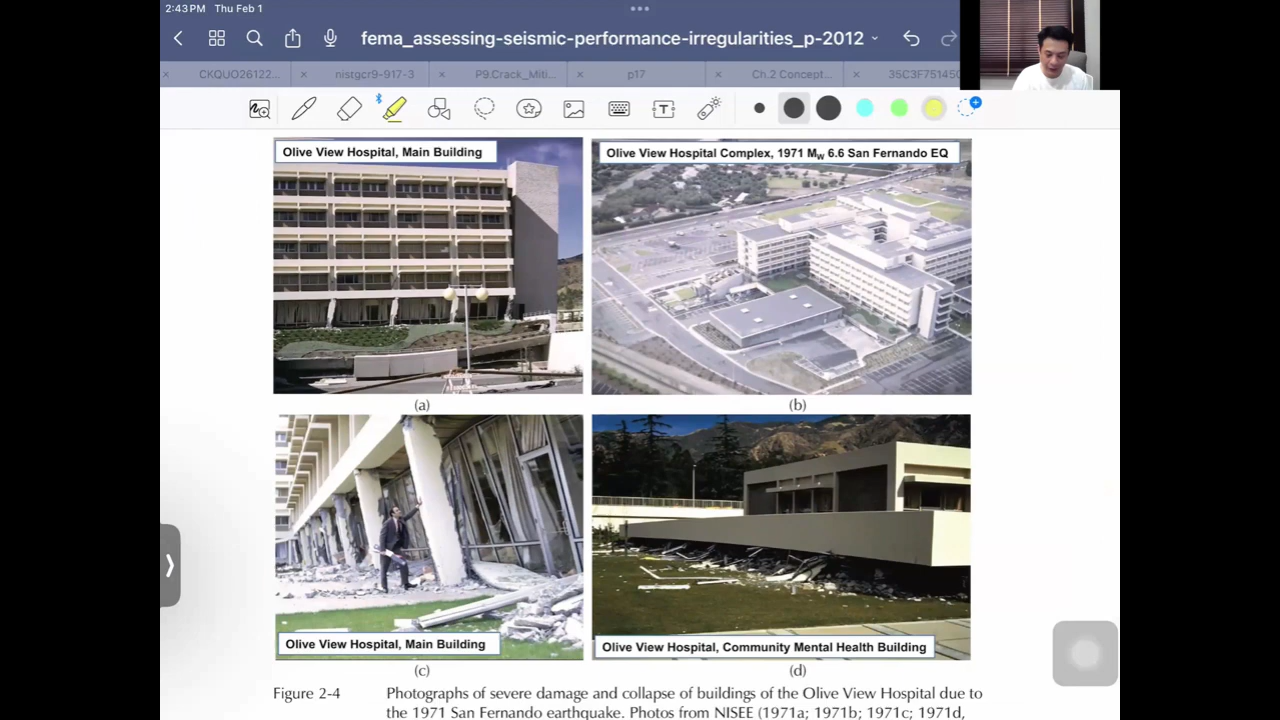 2:43 PM Thu Feb 1
fema_assessing-seismic-performance-irregularities_p-2012
CKQUO26122...
nistgcr9-917-3
P9.Crack_Miti...
p17
Ch.2 Concept...
35C3F751450
Olive View Hospital, Main Building
Olive View Hospital Complex, 1971 MW 6.6 San Fernando EQ
(a)
(b)
Olive View Hospital, Main Building
Olive View Hospital, Community Mental Health Building
(c)
(d)
Figure 2-4 Photographs of severe damage and collapse of buildings of the Olive View Hospital due to
the 1971 San Fernando earthquake. Photos from NISEE (1971a; 1971b; 1971c; 1971d,